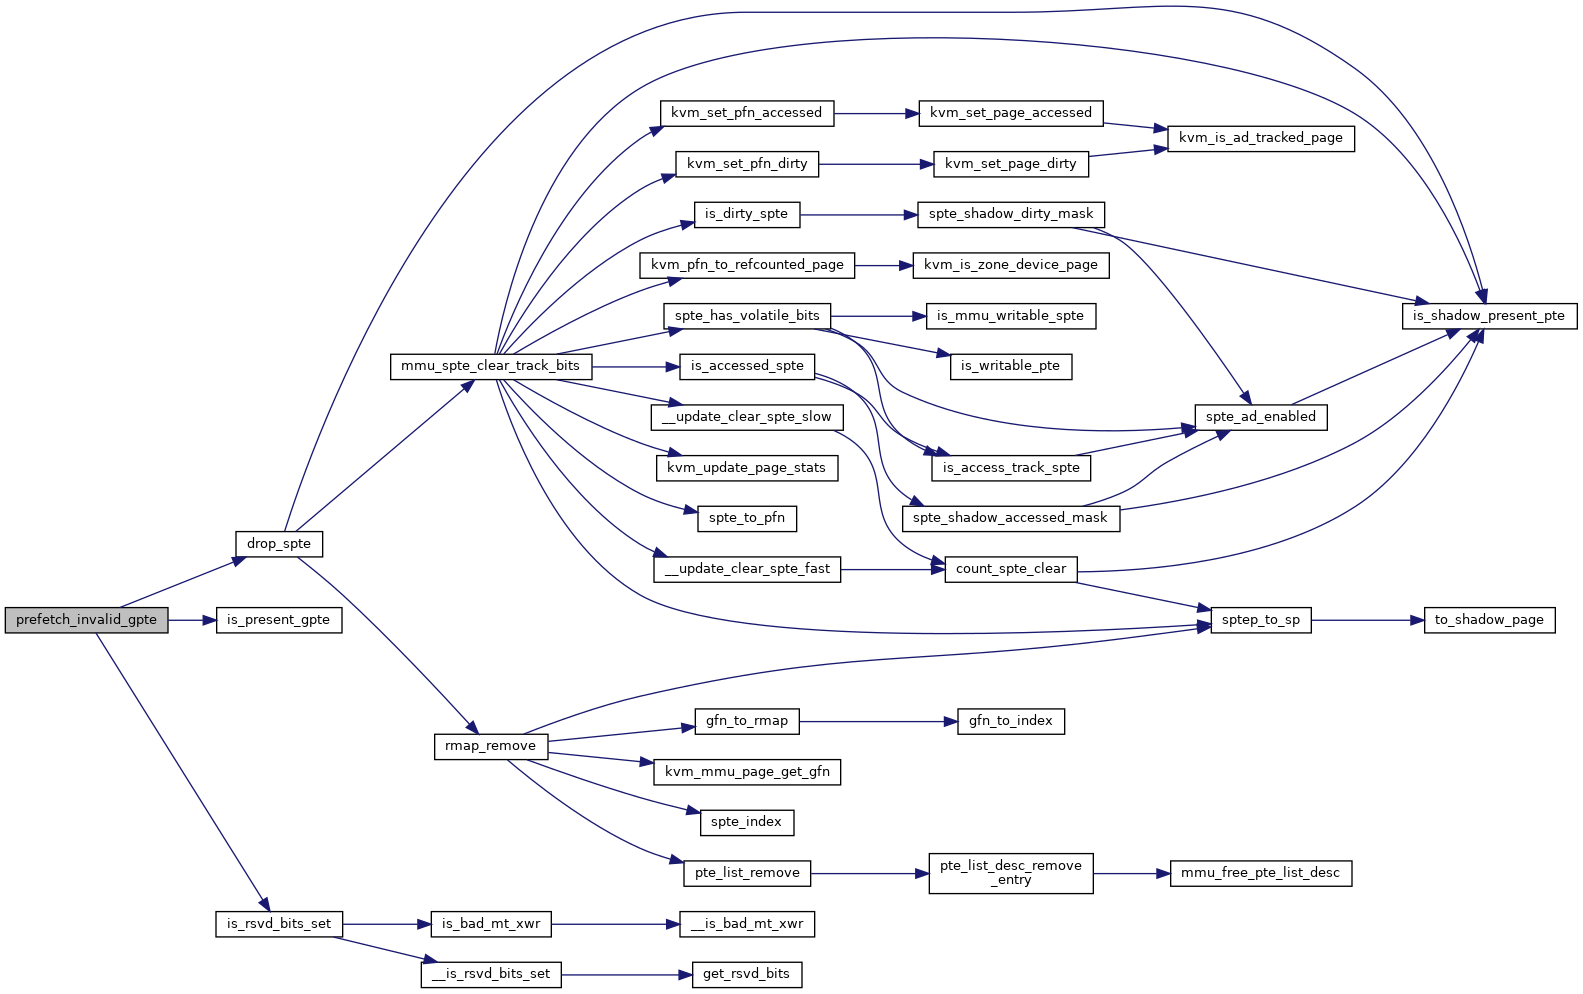 kvm_set_pfn_accessed
kvm_set_page_accessed
kvm_is_ad_tracked_page
kvm_set_pfn_dirty
kvm_set_page_dirty
is_dirty_spte
spte_shadow_dirty_mask
kvm_pfn_to_refcounted_page
kvm_is_zone_device_page
spte_has_volatile_bits
is_mmu_writable_spte
is_shadow_present_pte
mmu_spte_clear_track_bits
is_accessed_spte
is_writable_pte
__update_clear_spte_slow
spte_ad_enabled
kvm_update_page_stats
is_access_track_spte
spte_to_pfn
spte_shadow_accessed_mask
drop_spte
__update_clear_spte_fast
count_spte_clear
prefetch_invalid_gpte
is_present_gpte
sptep_to_sp
to_shadow_page
gfn_to_rmap
gfn_to_index
rmap_remove
kvm_mmu_page_get_gfn
spte_index
pte_list_remove
pte_list_desc_remove
_entry
mmu_free_pte_list_desc
is_rsvd_bits_set
is_bad_mt_xwr
__is_bad_mt_xwr
__is_rsvd_bits_set
get_rsvd_bits